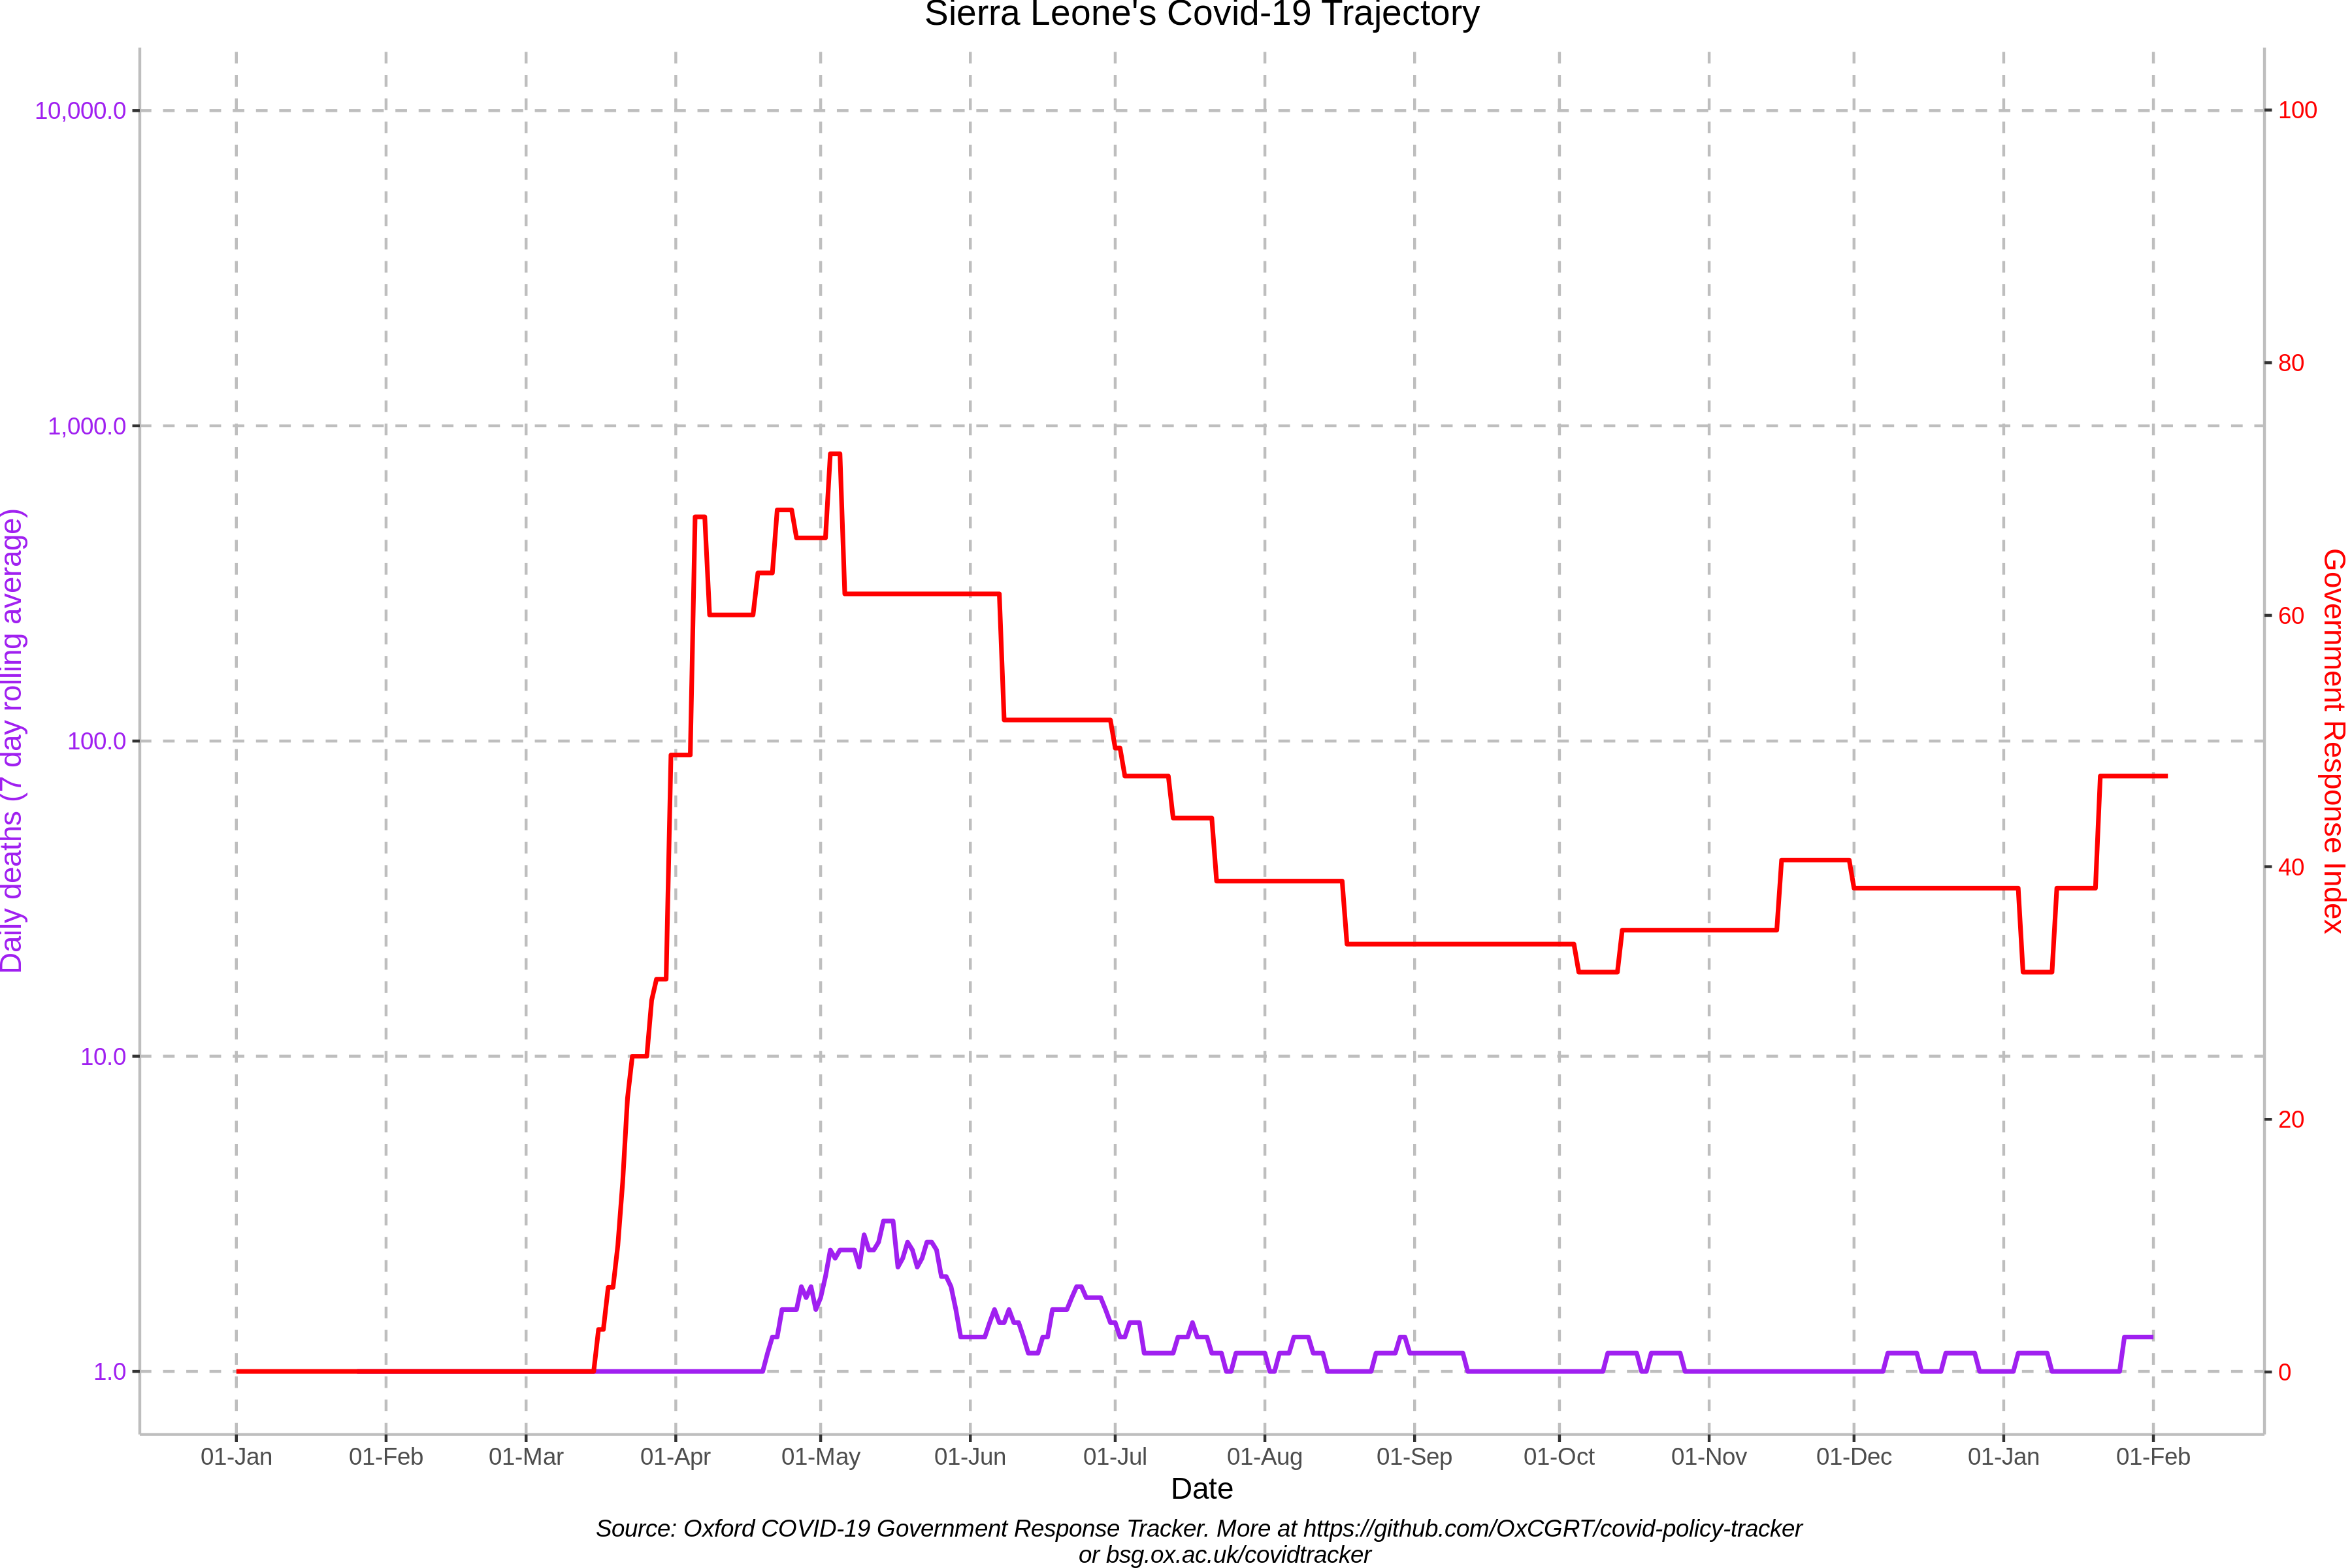 Sierra Leone's Covid-19 Trajectory
10,000.0
1,000.0
100.0
10.0
1.0
Daily deaths (7 day rolling average)
100
80
60
40
20
0
Government Response Index
01-Jan 01-Feb 01-Mar 01-Apr 01-May 01-Jun 01-Jul 01-Aug 01-Sep 01-Oct 01-Nov 01-Dec 01-Jan 01-Feb
Date
Source: Oxford COVID-19 Government Response Tracker. More at https://github.com/OxCGRT/covid-policy-tracker
or bsg.ox.ac.uk/covidtracker